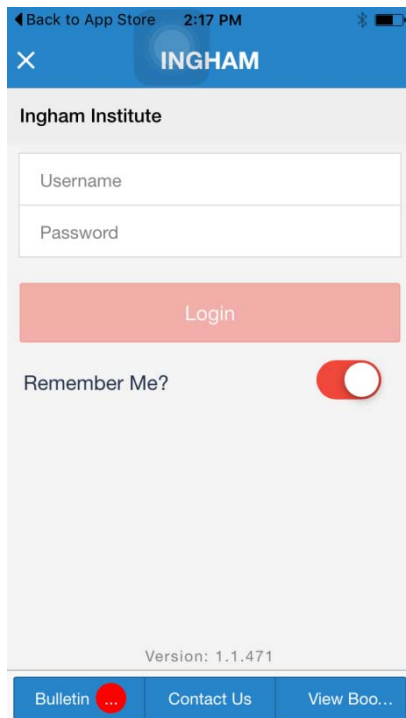 Back to App Store 2:17 PM
INGHAM
Ingham Institute
Username
Password
Login
Remember Me?
Version: 1.1.471
Bulletin ... Contact Us View Boo...